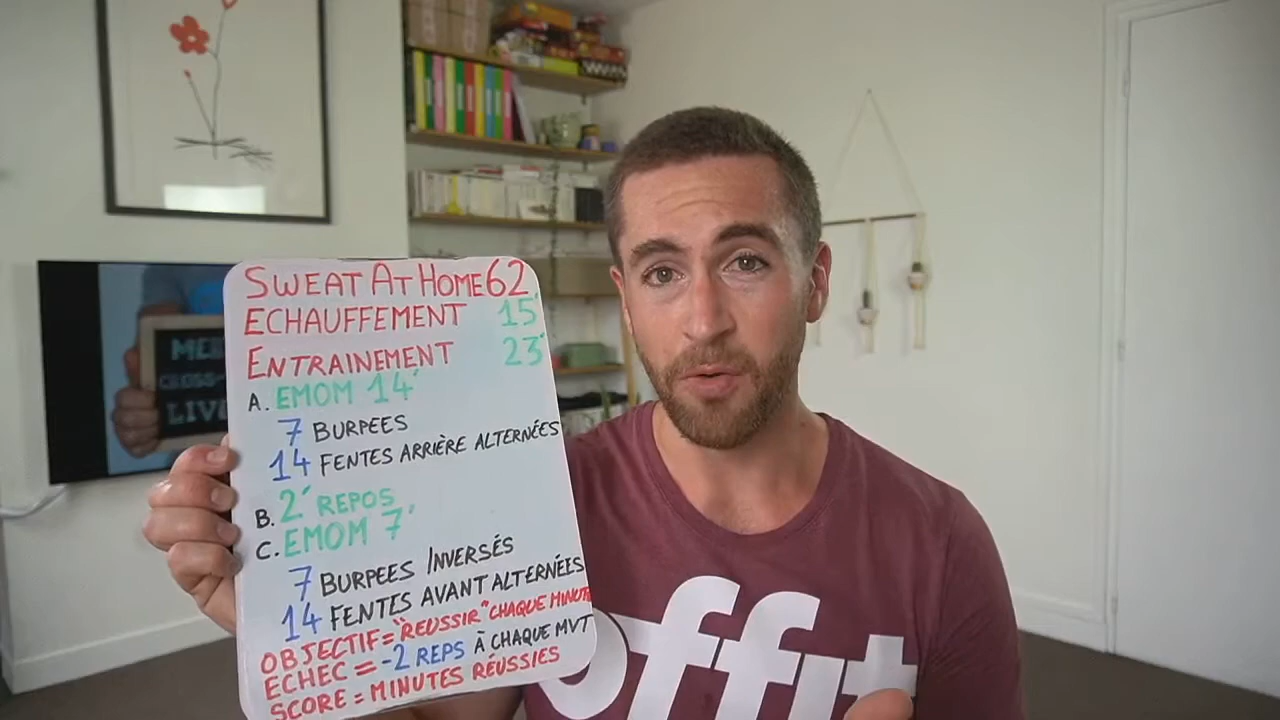 SWEAT AT HOME 62
ECHAUFFEMENT 15'
ENTRAINEMENT 23'
A. EMOM 14'
7 BURPEES
14 FENTES ARRIÈRE ALTERNÉES
B. 2' REPOS
C. EMOM 7'
7 BURPEES INVERSÉS
14 FENTES AVANT ALTERNÉES
OBJECTIF = "REUSSIR" CHAQUE MINUTE
ECHEC = -2 REPS À CHAQUE MVT
SCORE = MINUTES RÉUSSIES
offit